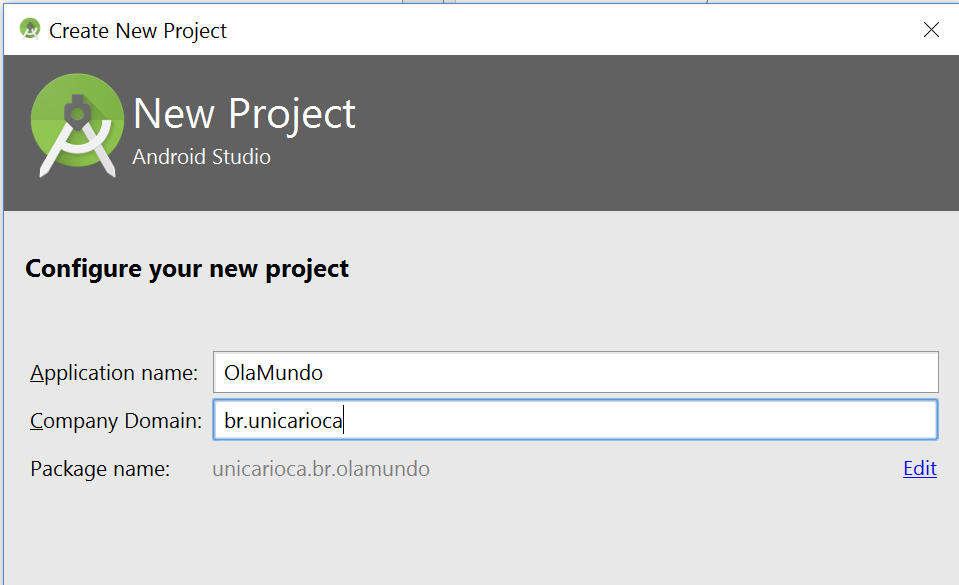 Create New Project
New Project
Android Studio
Configure your new project
Application name: OlaMundo
Company Domain: br.unicarioca
Package name: unicarioca.br.olamundo Edit